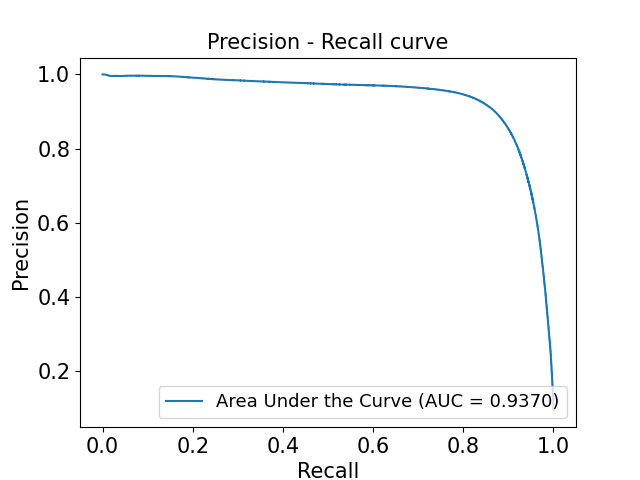 Precision - Recall curve
1.0
0.8
0.6
0.4
0.2
Precision
Area Under the Curve (AUC = 0.9370)
0.0 0.2 0.4 0.6 0.8 1.0
Recall